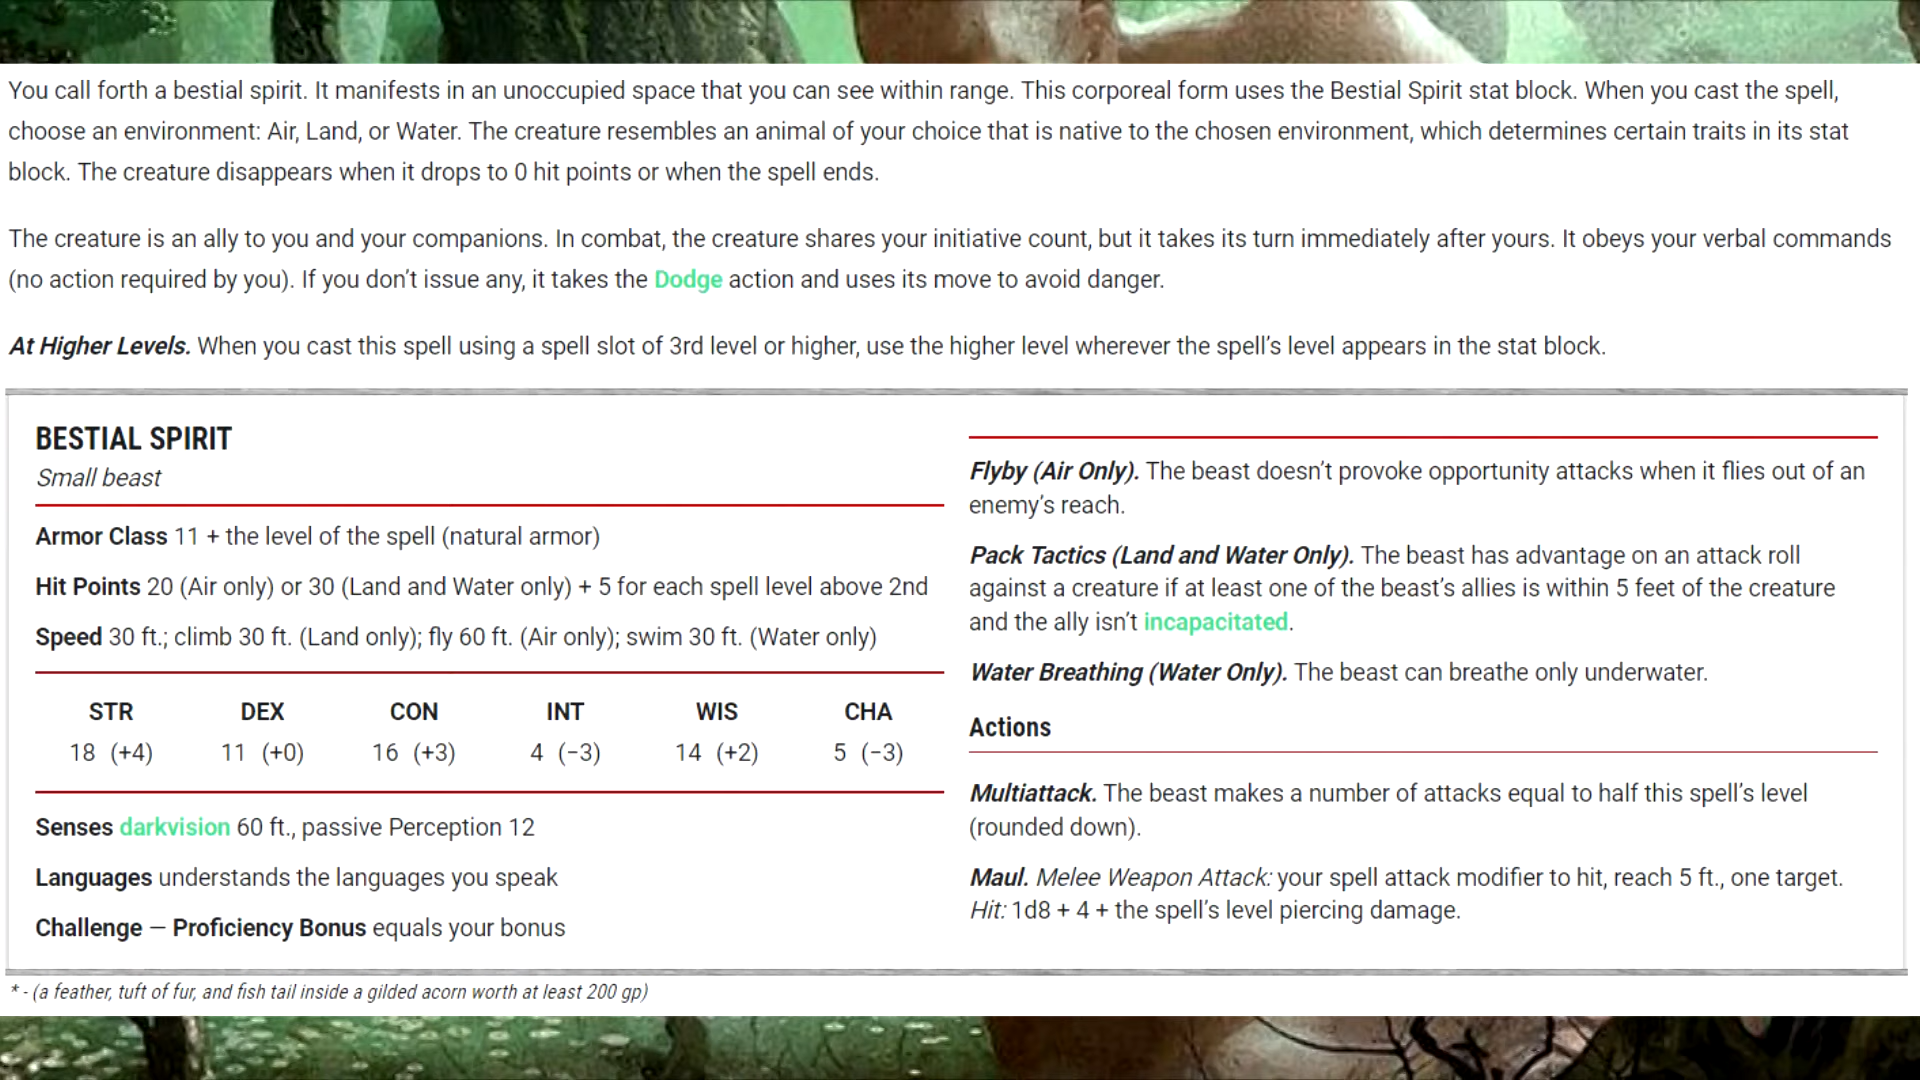 You call forth a bestial spirit. It manifests in an unoccupied space that you can see within range. This corporeal form uses the Bestial Spirit stat block. When you cast the spell,
choose an environment: Air, Land, or Water. The creature resembles an animal of your choice that is native to the chosen environment, which determines certain traits in its stat
block. The creature disappears when it drops to 0 hit points or when the spell ends.
The creature is an ally to you and your companions. In combat, the creature shares your initiative count, but it takes its turn immediately after yours. It obeys your verbal commands
(no action required by you). If you don’t issue any, it takes the Dodge action and uses its move to avoid danger.
At Higher Levels. When you cast this spell using a spell slot of 3rd level or higher, use the higher level wherever the spell’s level appears in the stat block.
BESTIAL SPIRIT
Small beast
Armor Class 11 + the level of the spell (natural armor)
Hit Points 20 (Air only) or 30 (Land and Water only) + 5 for each spell level above 2nd
Speed 30 ft.; climb 30 ft. (Land only); fly 60 ft. (Air only); swim 30 ft. (Water only)
STR DEX CON INT WIS CHA
18 (+4) 11 (+0) 16 (+3) 4 (−3) 14 (+2) 5 (−3)
Senses darkvision 60 ft., passive Perception 12
Languages understands the languages you speak
Challenge — Proficiency Bonus equals your bonus
Flyby (Air Only). The beast doesn’t provoke opportunity attacks when it flies out of an
enemy’s reach.
Pack Tactics (Land and Water Only). The beast has advantage on an attack roll
against a creature if at least one of the beast’s allies is within 5 feet of the creature
and the ally isn’t incapacitated.
Water Breathing (Water Only). The beast can breathe only underwater.
Actions
Multiattack. The beast makes a number of attacks equal to half this spell’s level
(rounded down).
Maul. Melee Weapon Attack: your spell attack modifier to hit, reach 5 ft., one target.
Hit: 1d8 + 4 + the spell’s level piercing damage.
* - (a feather, tuft of fur, and fish tail inside a gilded acorn worth at least 200 gp)